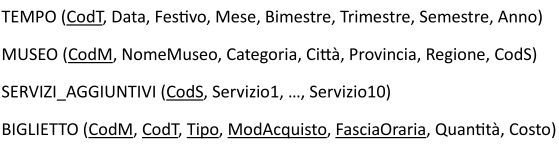 TEMPO (CodT, Data, Festivo, Mese, Bimestre, Trimestre, Semestre, Anno)
MUSEO (CodM, NomeMuseo, Categoria, Città, Provincia, Regione, CodS)
SERVIZI_AGGIUNTIVI (CodS, Servizio1, ..., Servizio10)
BIGLIETTO (CodM, CodT, Tipo, ModAcquisto, FasciaOraria, Quantità, Costo)